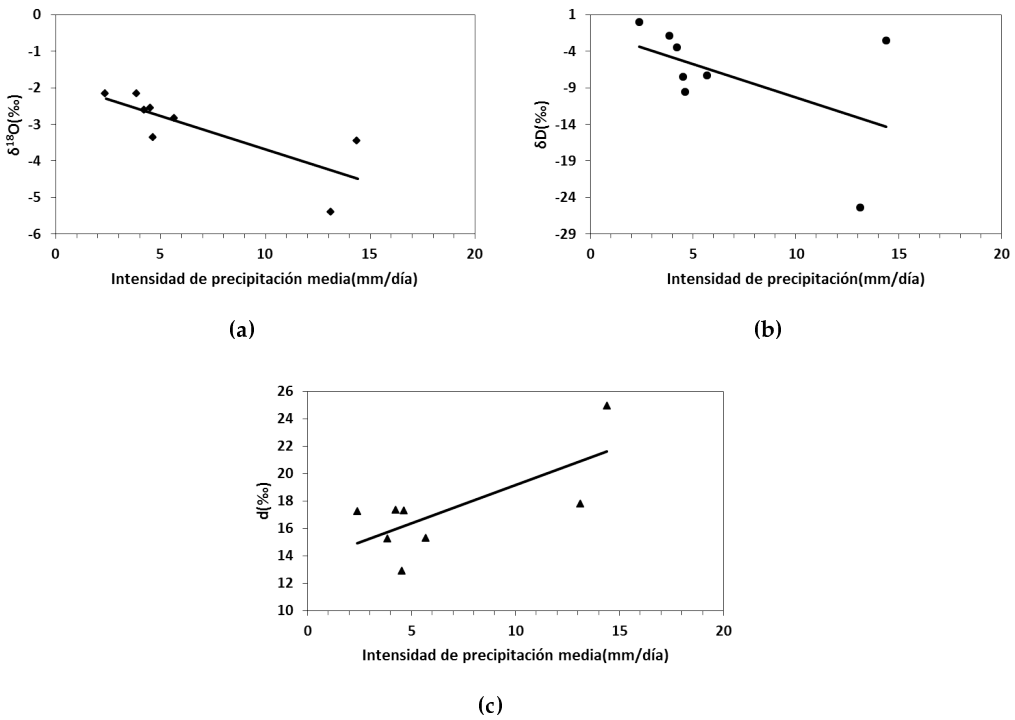 0
-1
-2
-3
-4
-5
-6
δ¹⁸O(‰)
0 5 10 15 20
Intensidad de precipitación media(mm/día)
(a)
1
-4
-9
-14
-19
-24
-29
δD(‰)
0 5 10 15 20
Intensidad de precipitación(mm/día)
(b)
26
24
22
20
18
16
14
12
10
d(‰)
0 5 10 15 20
Intensidad de precipitación media(mm/día)
(c)